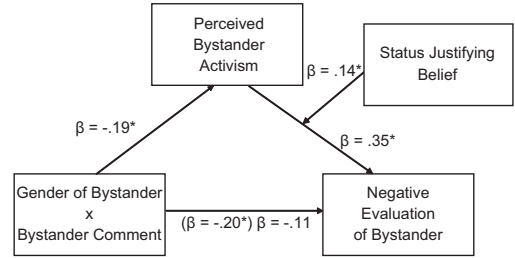 Perceived
Bystander
Activism
Status Justifying
Belief
β = .14*
β = -.19*
β = .35*
Gender of Bystander
x
Bystander Comment
(β = -.20*) β = -.11
Negative
Evaluation
of Bystander